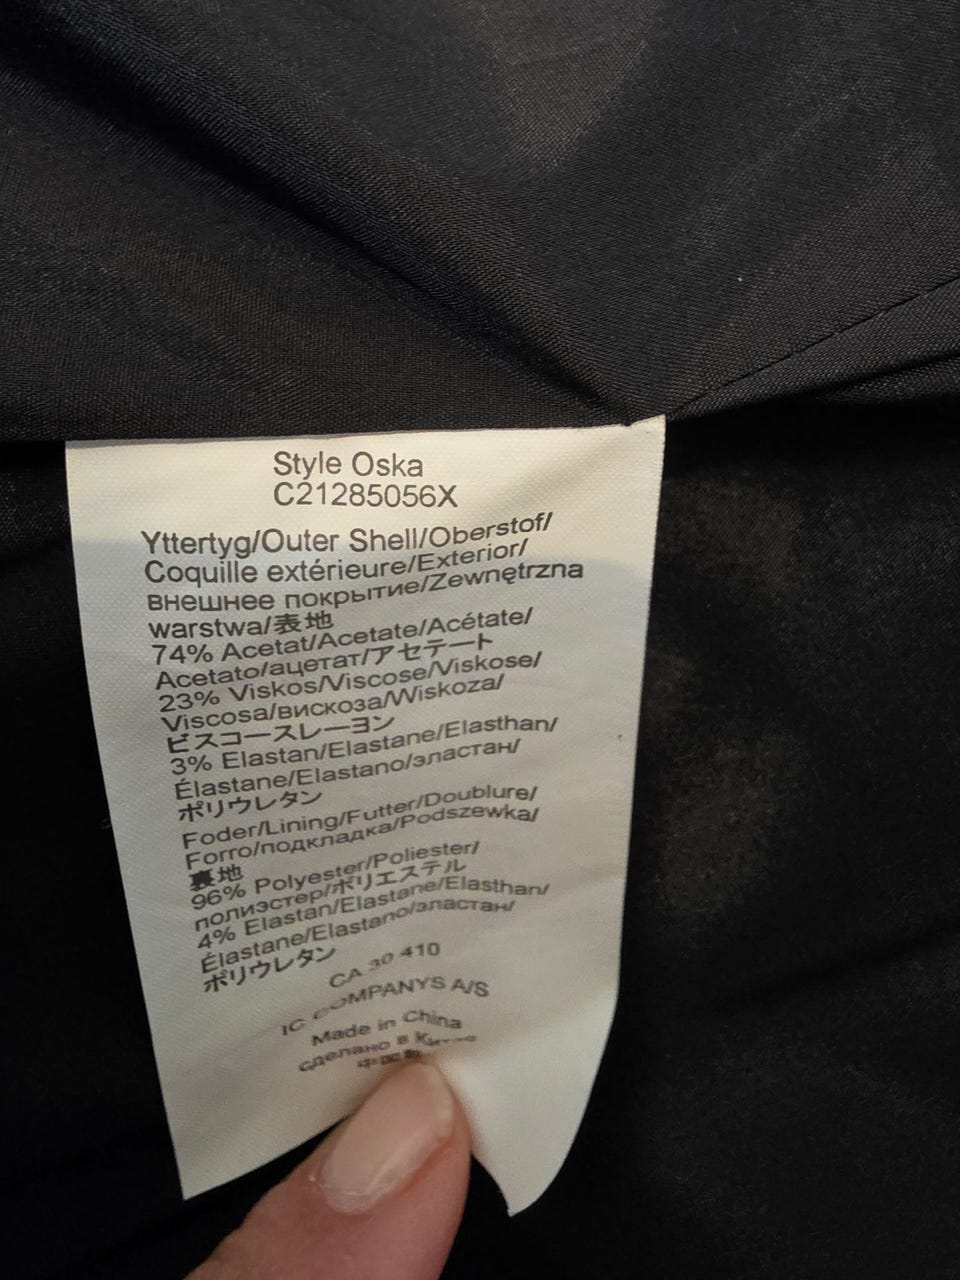 Style Oska
C21285056X
Yttertyg/Outer Shell/Oberstof/
Coquille extérieure/Exterior/
внешнее покрытие/Zewnętrzna
warstwa/表地
74% Acetat/Acetate/Acétate/
Acetato/ацетат/アセテート
23% Viskos/Viscose/Viskose/
Viscosa/вискоза/Wiskoza/
ビスコースレーヨン
3% Elastan/Elastane/Elasthan/
Élastane/Elastano/эластан/
ポリウレタン
Foder/Lining/Futter/Doublure/
Forro/подкладка/Podszewka/
裏地
96% Polyester/Poliester/
полиэстер/ポリエステル
4% Elastan/Elastane/Elasthan/
Élastane/Elastano/эластан/
ポリウレタン
CA 30 410
IC COMPANYS A/S
Made in China
сделано в Китае
中国製